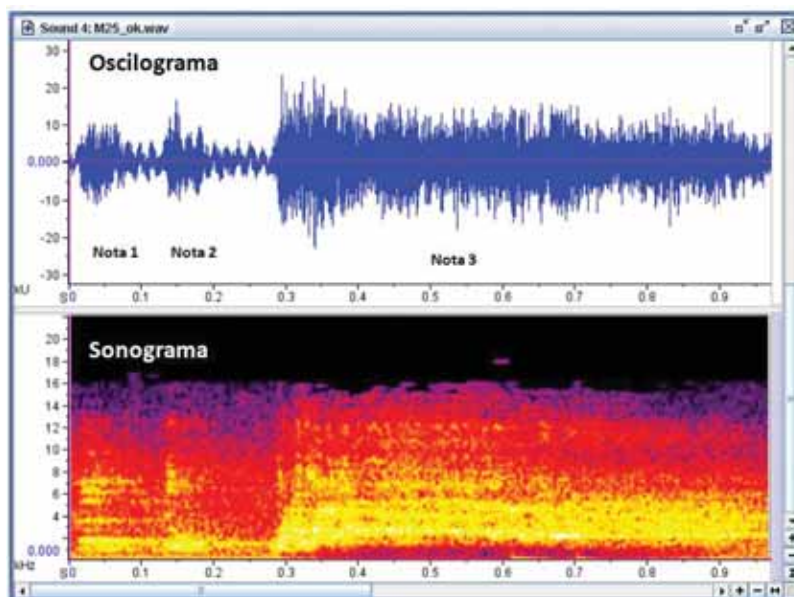 Sound 4: M25_ok.wav
Oscilograma
30
20
10
0.000
-10
-20
-30
Nota 1 Nota 2 Nota 3
kU
S0 0.1 0.2 0.3 0.4 0.5 0.6 0.7 0.8 0.9
Sonograma
20
18
16
14
12
10
8
6
4
0.000
kHz
S0 0.1 0.2 0.3 0.4 0.5 0.6 0.7 0.8 0.9